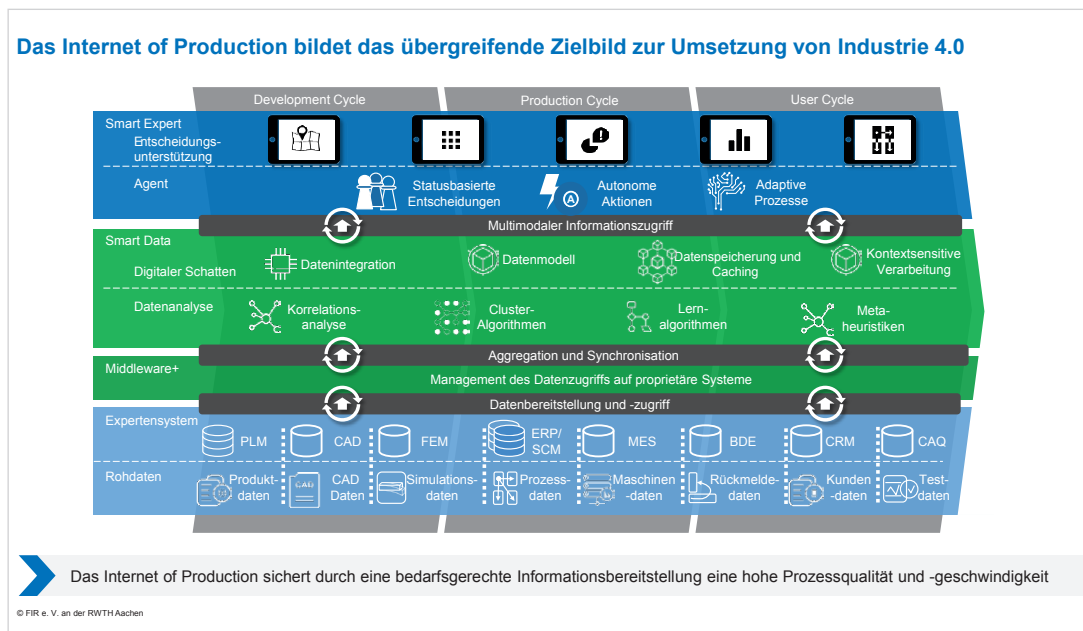 Das Internet of Production bildet das übergreifende Zielbild zur Umsetzung von Industrie 4.0
Development Cycle
Production Cycle
User Cycle
Smart Expert
Entscheidungs-
unterstützung
Agent
Statusbasierte
Entscheidungen
A
Autonome
Aktionen
Adaptive
Prozesse
Multimodaler Informationszugriff
Smart Data
Digitaler Schatten
Datenintegration
Datenmodell
Datenspeicherung und
Caching
Kontextsensitive
Verarbeitung
Datenanalyse
Korrelations-
analyse
Cluster-
Algorithmen
Lern-
algorithmen
Meta-
heuristiken
Aggregation und Synchronisation
Middleware+
Management des Datenzugriffs auf proprietäre Systeme
Datenbereitstellung und -zugriff
Expertensystem
PLM
CAD
FEM
ERP/
SCM
MES
BDE
CRM
CAQ
Rohdaten
Produkt-
daten
CAD
CAD
Daten
Simulations-
daten
Prozess-
daten
Maschinen
-daten
Rückmelde-
daten
Kunden
-daten
Test-
daten
Das Internet of Production sichert durch eine bedarfsgerechte Informationsbereitstellung eine hohe Prozessqualität und -geschwindigkeit
© FIR e. V. an der RWTH Aachen